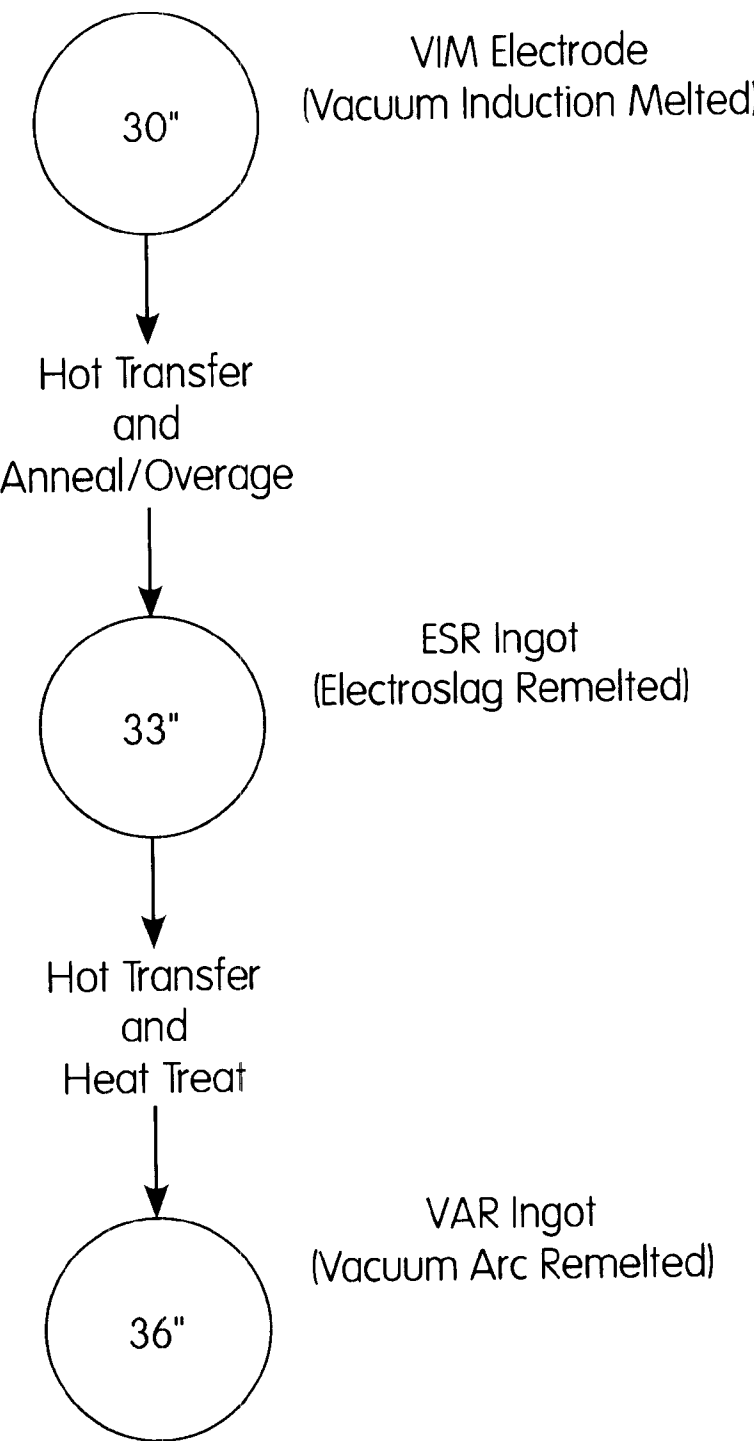 30"
VIM Electrode
(Vacuum Induction Melted)
Hot Transfer
and
Anneal/Overage
33"
ESR Ingot
(Electroslag Remelted)
Hot Transfer
and
Heat Treat
36"
VAR Ingot
(Vacuum Arc Remelted)